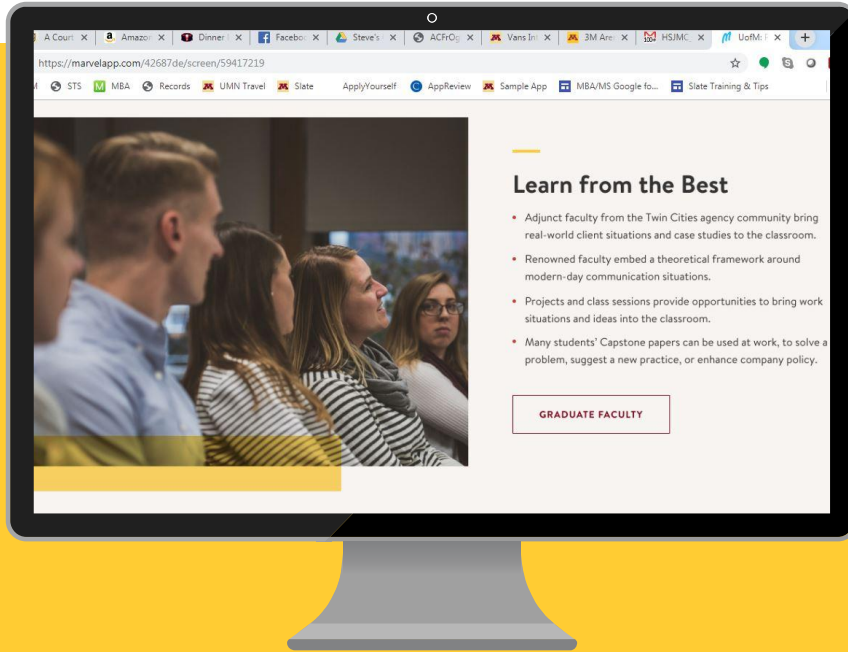 A Court
Amazon
Dinner
Facebo
Steve's
ACFrOg
Vans Int
3M Are
HSJMC
UofM: F
https://marvelapp.com/42687de/screen/59417219
M
STS
MBA
Records
UMN Travel
Slate
ApplyYourself
AppReview
Sample App
MBA/MS Google fo...
Slate Training & Tips
Learn from the Best
• Adjunct faculty from the Twin Cities agency community bring
real-world client situations and case studies to the classroom.
• Renowned faculty embed a theoretical framework around
modern-day communication situations.
• Projects and class sessions provide opportunities to bring work
situations and ideas into the classroom.
• Many students' Capstone papers can be used at work, to solve a
problem, suggest a new practice, or enhance company policy.
GRADUATE FACULTY